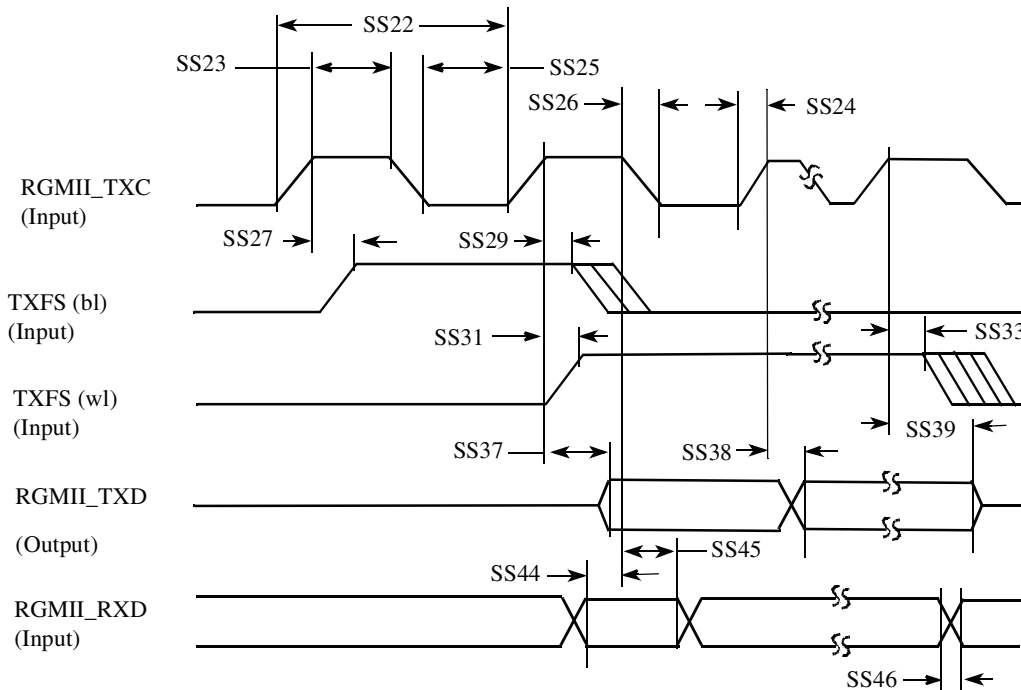 SS22
SS23
SS25
SS26
SS24
RGMII_TXC
(Input)
SS27
SS29
TXFS (bl)
(Input)
SS31
SS33
TXFS (wl)
(Input)
SS37
SS38
SS39
RGMII_TXD
(Output)
SS45
SS44
RGMII_RXD
(Input)
SS46